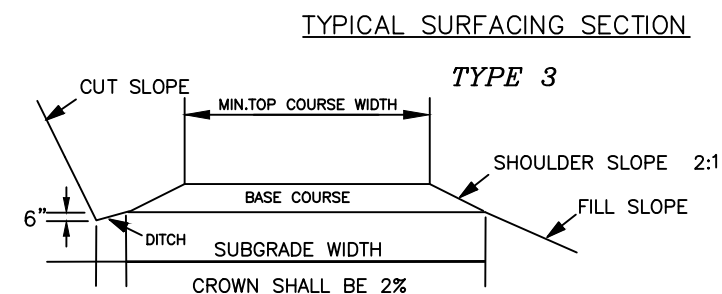 TYPICAL SURFACING SECTION
TYPE 3
CUT SLOPE
MIN.TOP COURSE WIDTH
SHOULDER SLOPE 2:1
BASE COURSE
FILL SLOPE
6"
DITCH
SUBGRADE WIDTH
CROWN SHALL BE 2%